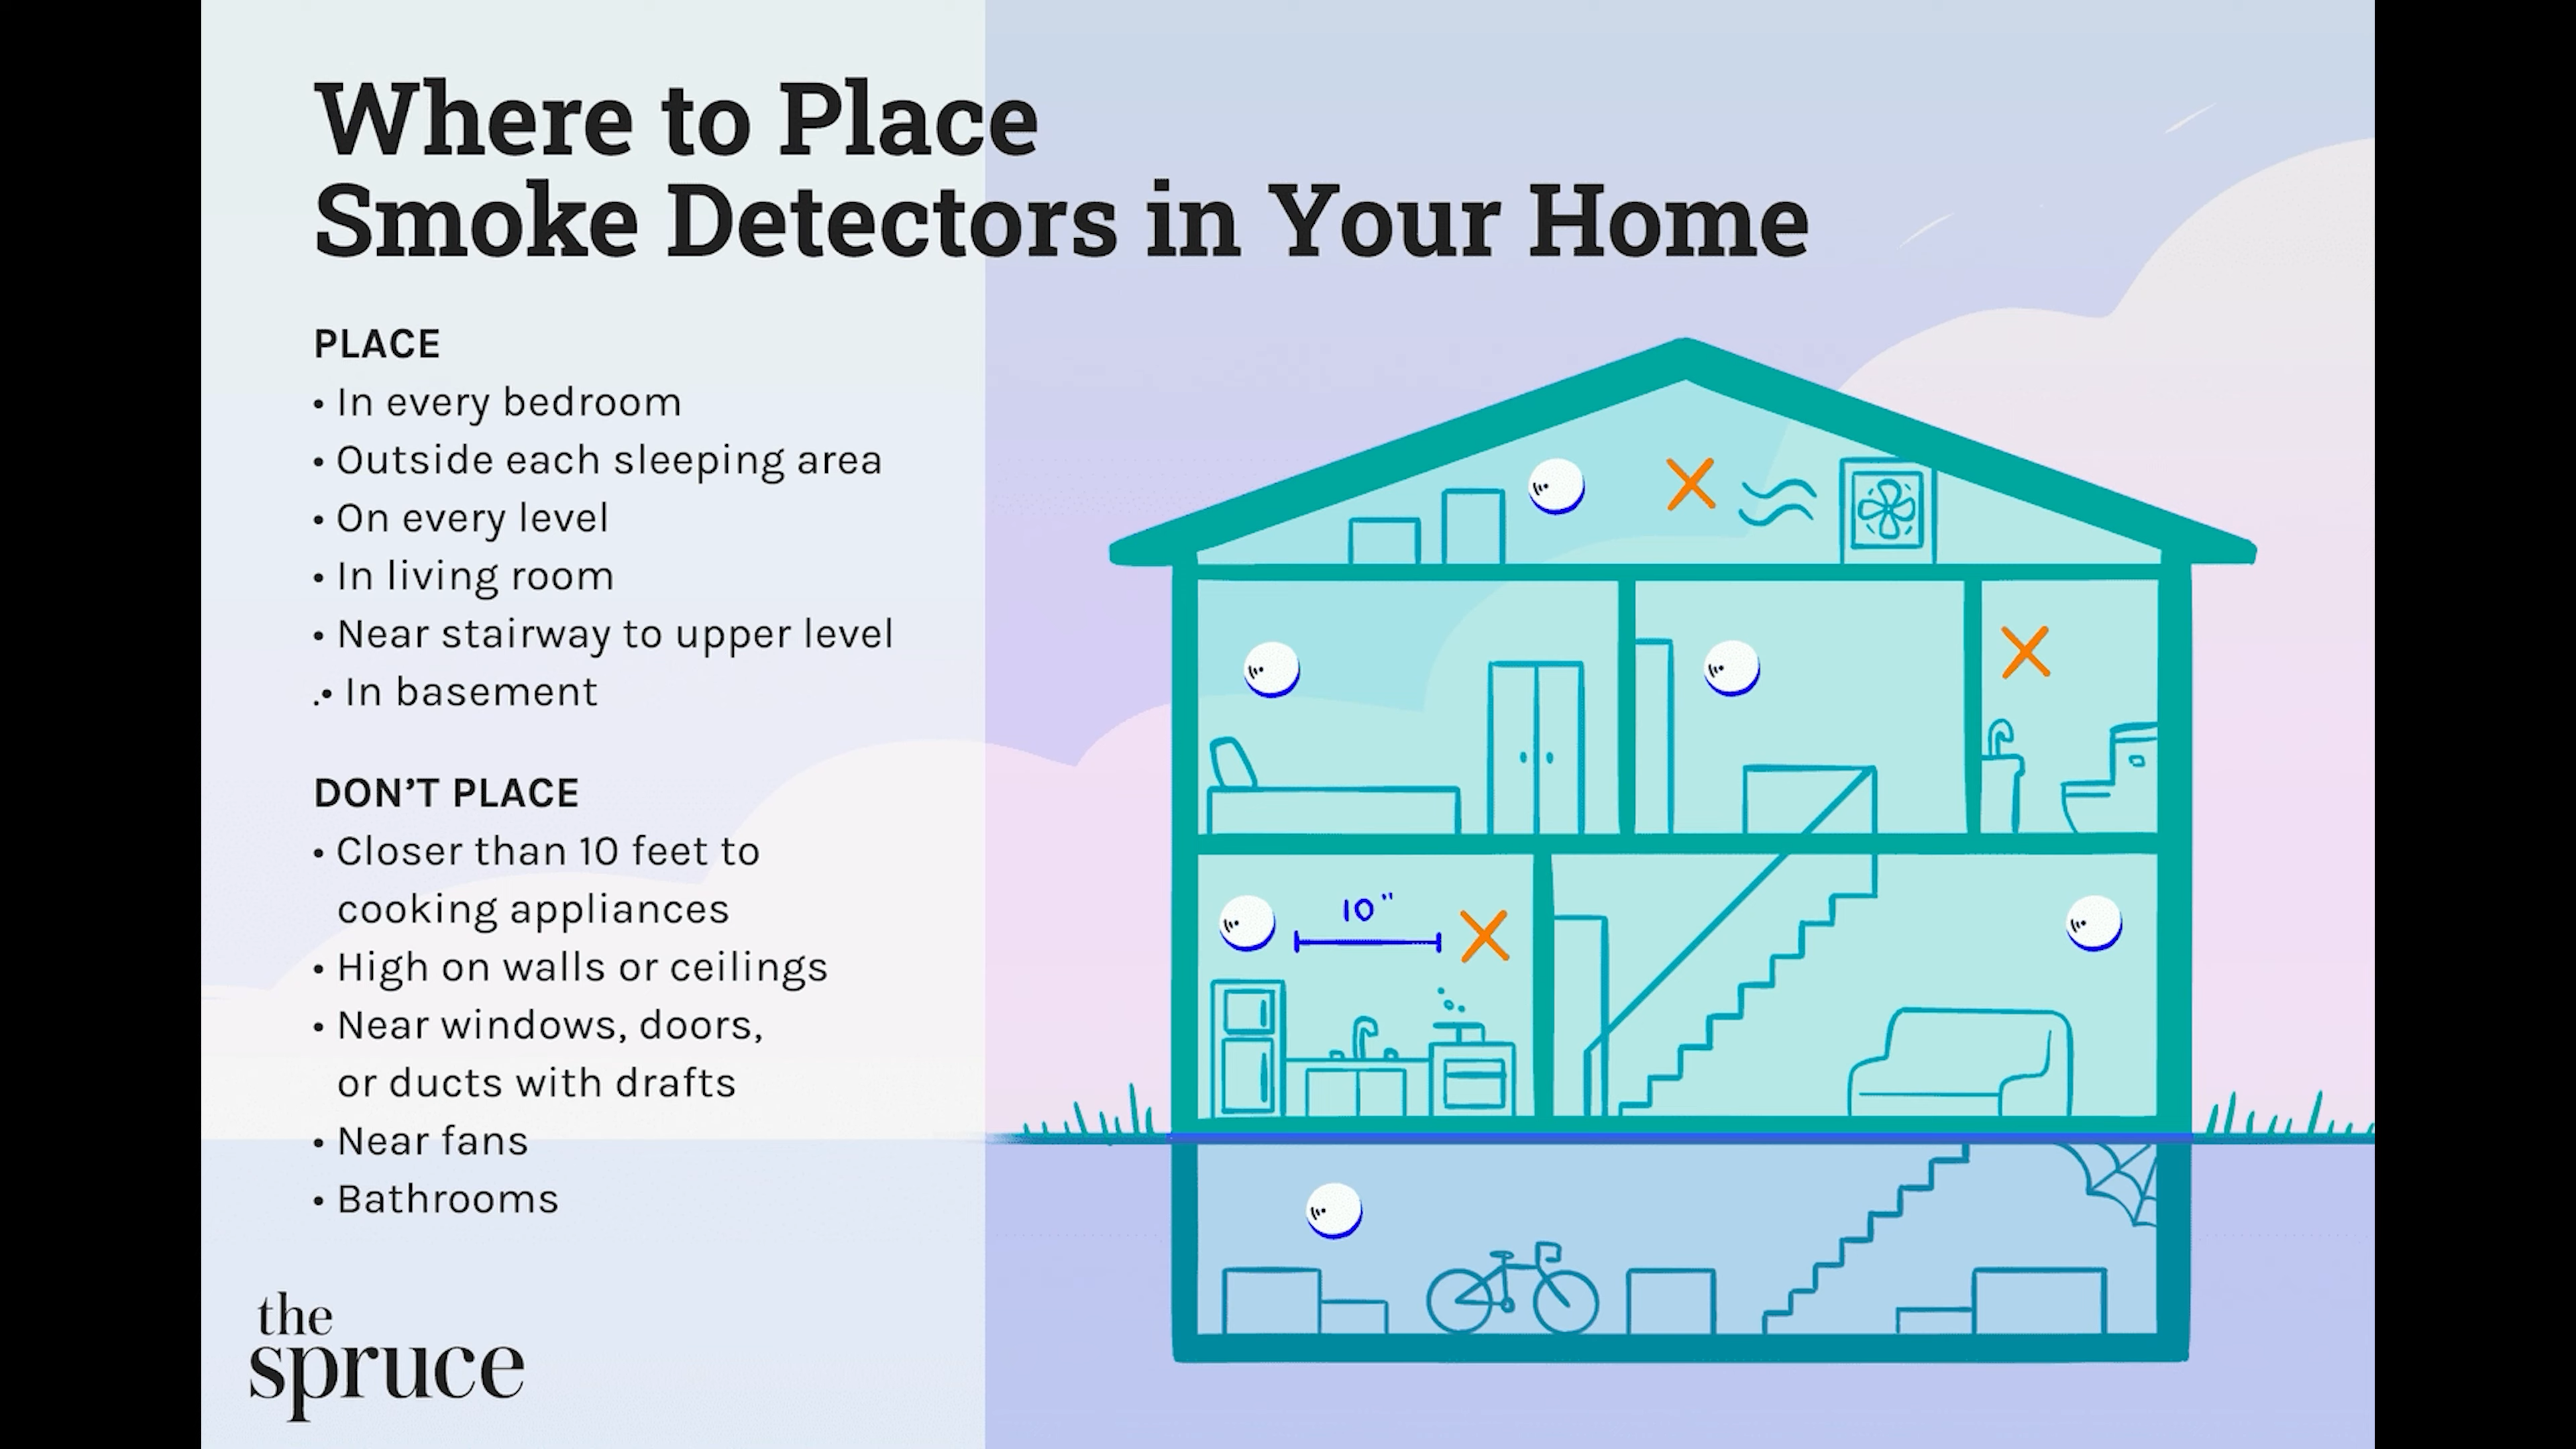 Where to Place
Smoke Detectors in Your Home
PLACE
• In every bedroom
• Outside each sleeping area
• On every level
• In living room
• Near stairway to upper level
.• In basement
DON’T PLACE
• Closer than 10 feet to
cooking appliances
• High on walls or ceilings
• Near windows, doors,
or ducts with drafts
• Near fans
• Bathrooms
10"
the
spruce